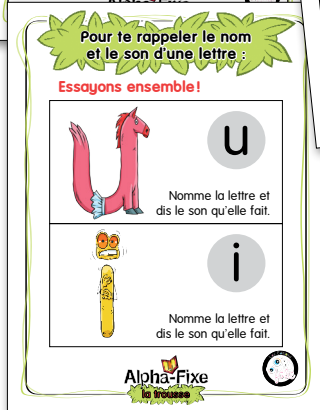 Pour te rappeler le nom
et le son d'une lettre :
Essayons ensemble!
u
Nomme la lettre et
dis le son qu'elle fait.
i
Nomme la lettre et
dis le son qu'elle fait.
Alpha-Fixe
la trousse